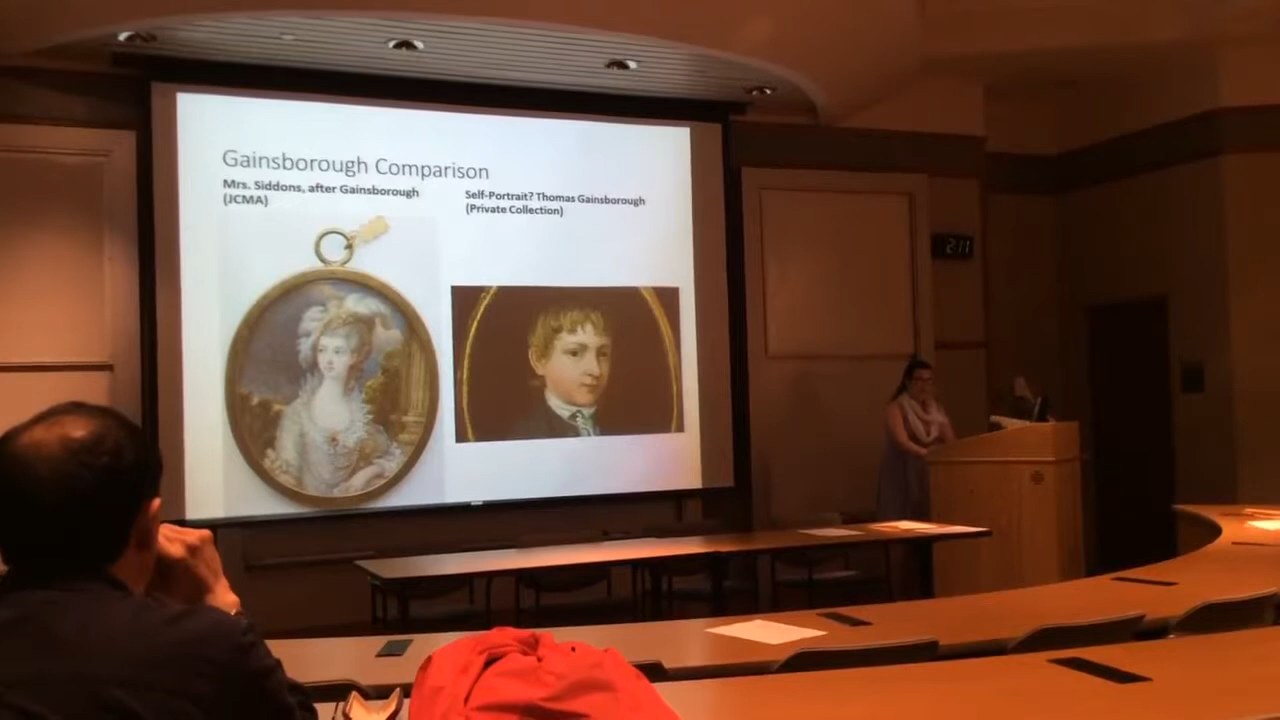 Gainsborough Comparison
Mrs. Siddons, after Gainsborough
(JCMA)
Self-Portrait? Thomas Gainsborough
(Private Collection)
2:11